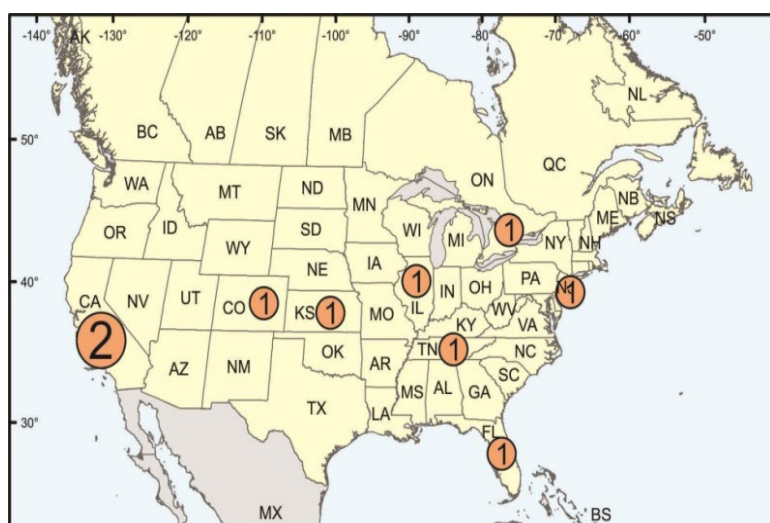 -140° -130° -120° -110° -100° -90° -80° -70° -60° -50°
AK
NL
50°
BC AB SK MB
QC
ON
WA MT ND MN NB
ME NS
OR ID SD WI MI 1 NY NH
WY
IA
40° NE 1 PA
CA NV UT CO 1 KS 1 IL IN OH NJ 1
MO WV
2 KY VA
TN 1 NC
AZ NM OK AR SC
MS AL GA
TX LA
30° FL
1
MX BS